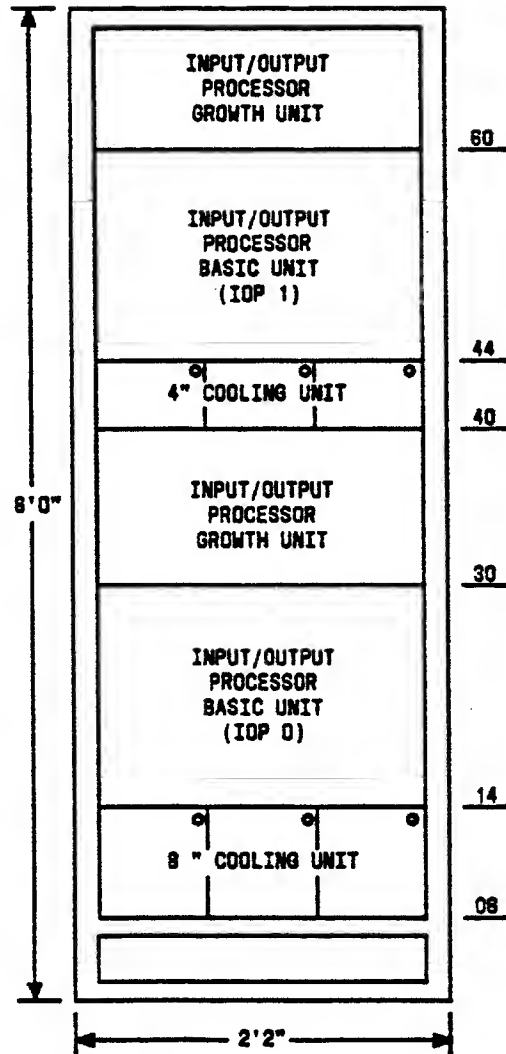 INPUT/OUTPUT
PROCESSOR
GROWTH UNIT
60
INPUT/OUTPUT
PROCESSOR
BASIC UNIT
(IOP 1)
44
4" COOLING UNIT
40
6'0"
INPUT/OUTPUT
PROCESSOR
GROWTH UNIT
30
INPUT/OUTPUT
PROCESSOR
BASIC UNIT
(IOP 0)
14
8 " COOLING UNIT
06
2'2"